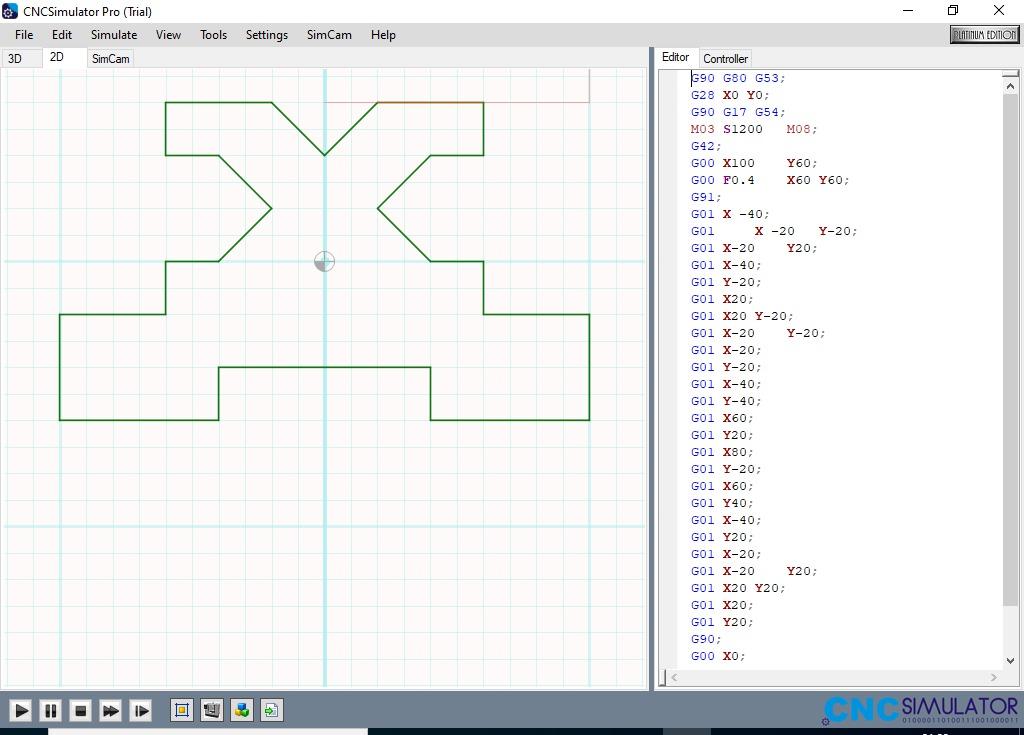 CNCSimulator Pro (Trial)
File Edit Simulate View Tools Settings SimCam Help
PLATINUM EDITION
3D 2D SimCam
Editor Controller
G90 G80 G53;
G28 X0 Y0;
G90 G17 G54;
M03 S1200 M08;
G42;
G00 X100 Y60;
G00 F0.4 X60 Y60;
G91;
G01 X -40;
G01 X -20 Y-20;
G01 X-20 Y20;
G01 X-40;
G01 Y-20;
G01 X20;
G01 X20 Y-20;
G01 X-20 Y-20;
G01 X-20;
G01 Y-20;
G01 X-40;
G01 Y-40;
G01 X60;
G01 Y20;
G01 X80;
G01 Y-20;
G01 X60;
G01 Y40;
G01 X-40;
G01 Y20;
G01 X-20;
G01 X-20 Y20;
G01 X20 Y20;
G01 X20;
G01 Y20;
G90;
G00 X0;
CNCSIMULATOR